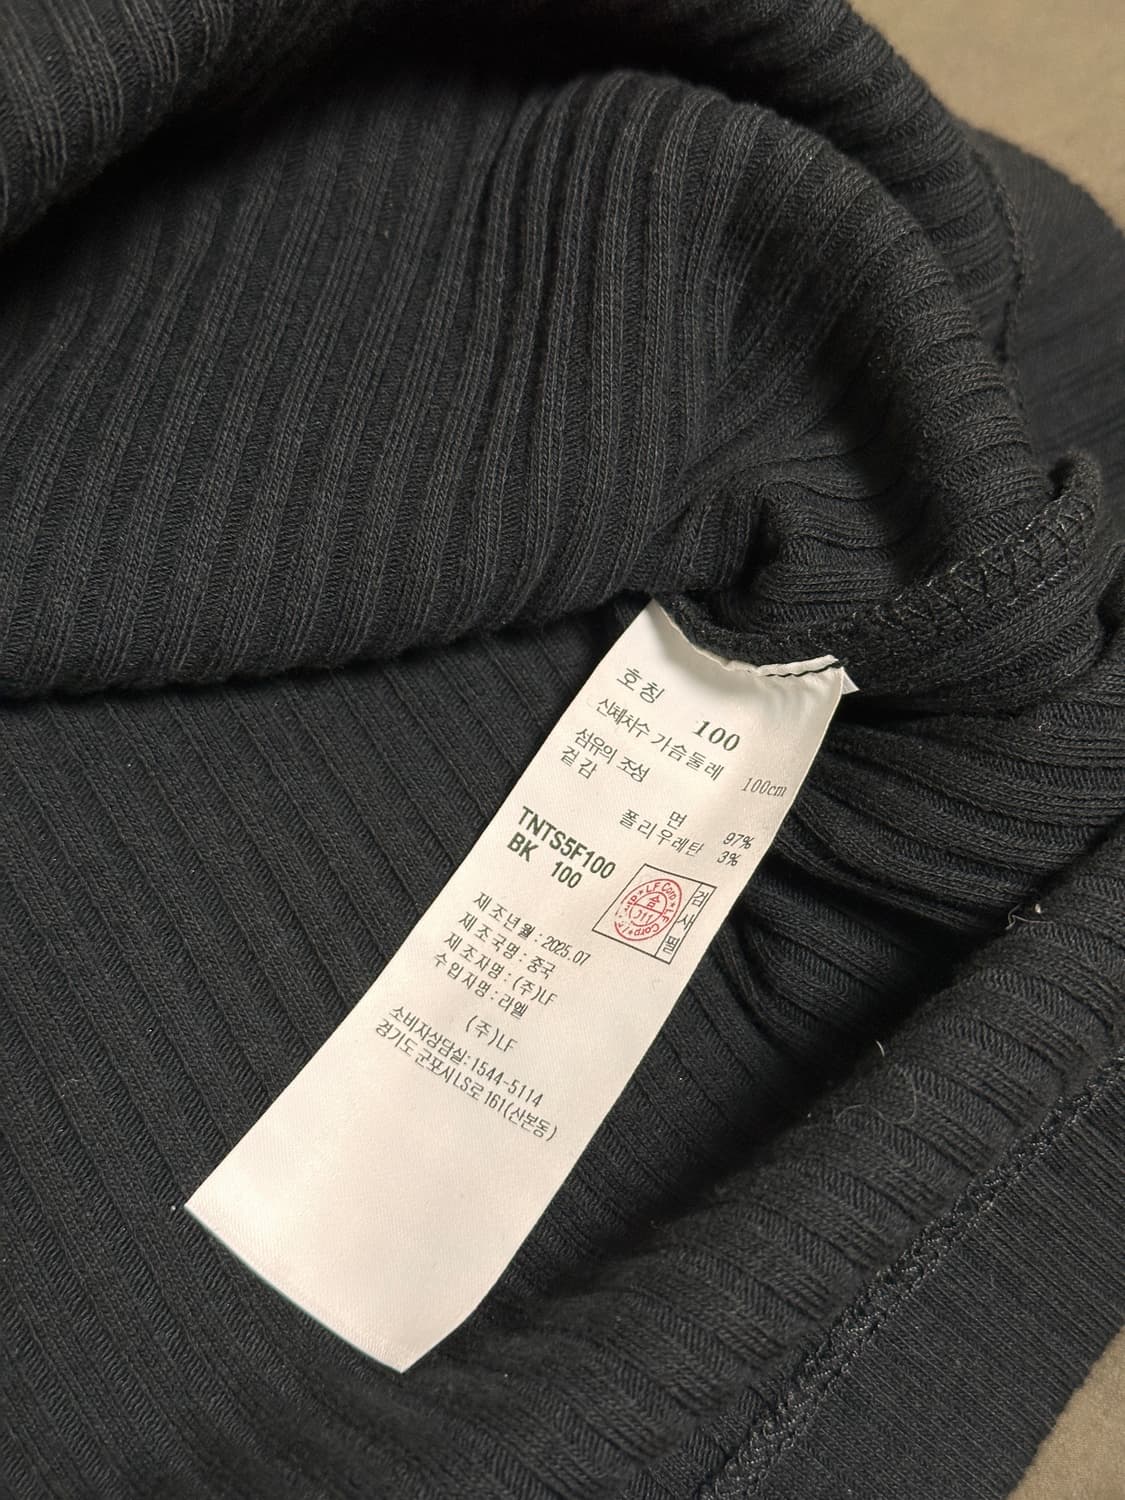 호칭 100
신체치수 가슴둘레 100cm
섬유의 조성
겉감
면 97%
폴리우레탄 3%
TNTS5F100
BK 100
검사필
LF Corp
합
제조년월 : 2025.07
제조국명 : 중국
제조자명 : (주)LF
수입자명 : 라엘
(주)LF
소비자상담실:1544-5114
경기도 군포시 LS로 161(산본동)